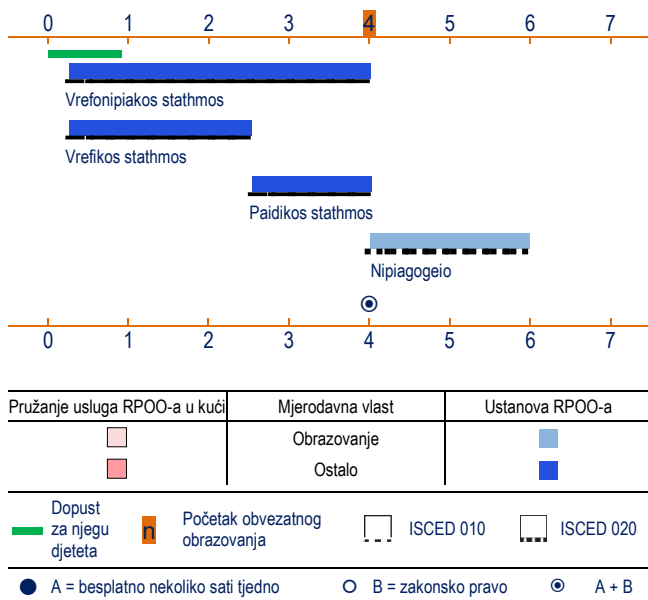 0 1 2 3 4 5 6 7
Vrefonipiakos stathmos
Vrefikos stathmos
Paidikos stathmos
Nipiagogeio
0 1 2 3 4 5 6 7
Pružanje usluga RPOO-a u kući Mjerodavna vlast Ustanova RPOO-a
Obrazovanje
Ostalo
Dopust
za njegu
djeteta
n
Početak obvezatnog
obrazovanja
ISCED 010
ISCED 020
A = besplatno nekoliko sati tjedno B = zakonsko pravo A + B